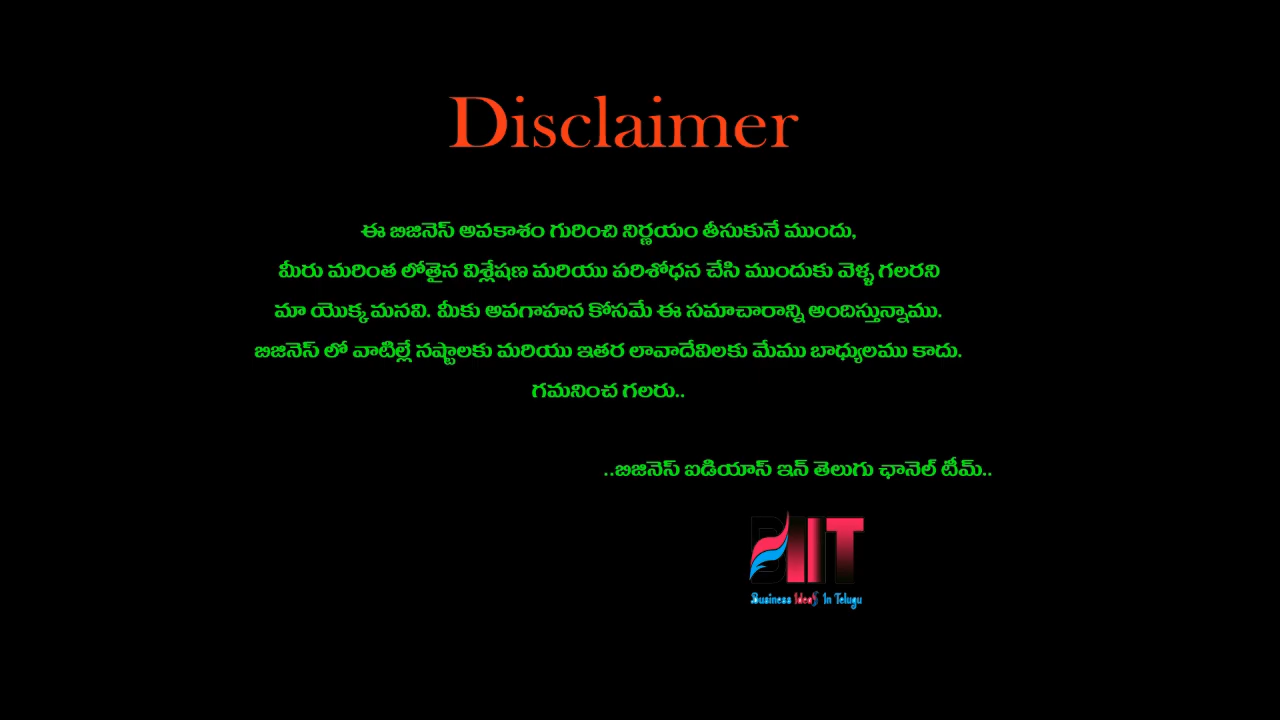 Disclaimer
ఈ బిజినెస్ అవకాశం గురించి నిర్ణయం తీసుకునే ముందు,
మీరు మరింత లోతైన విశ్లేషణ మరియు పరిశోధన చేసి ముందుకు వెళ్ళ గలరని
మా యొక్క మనవి. మీకు అవగాహన కోసమే ఈ సమాచారాన్ని అందిస్తున్నాము.
బిజినెస్ లో వాటిల్లే నష్టాలకు మరియు ఇతర లావాదేవిలకు మేము బాధ్యులము కాదు.
గమనించ గలరు..
..బిజినెస్ ఐడియాస్ ఇన్ తెలుగు ఛానెల్ టీమ్..
BIIT
Business Ideas In Telugu